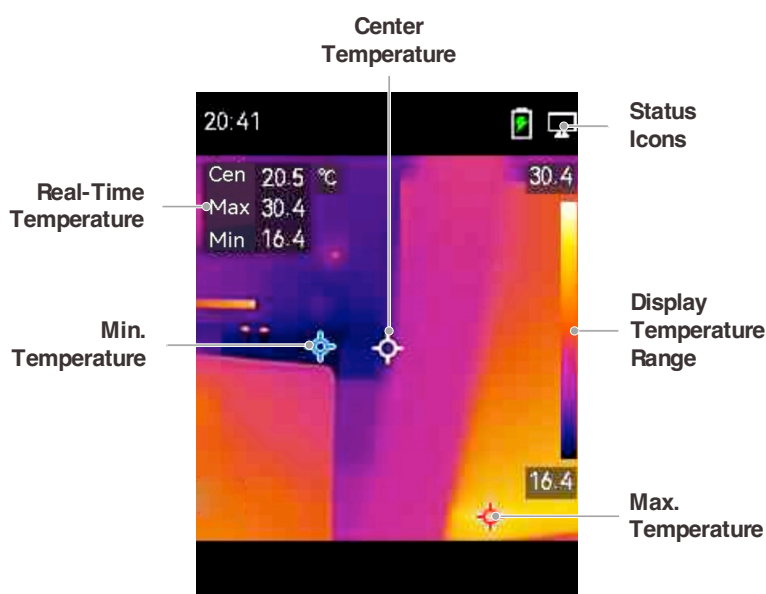 Center
Temperature
20:41
Status
Icons
Cen 20.5 ℃
Max 30.4
Min 16.4
30.4
Real-Time
Temperature
Min.
Temperature
Display
Temperature
Range
16.4
Max.
Temperature